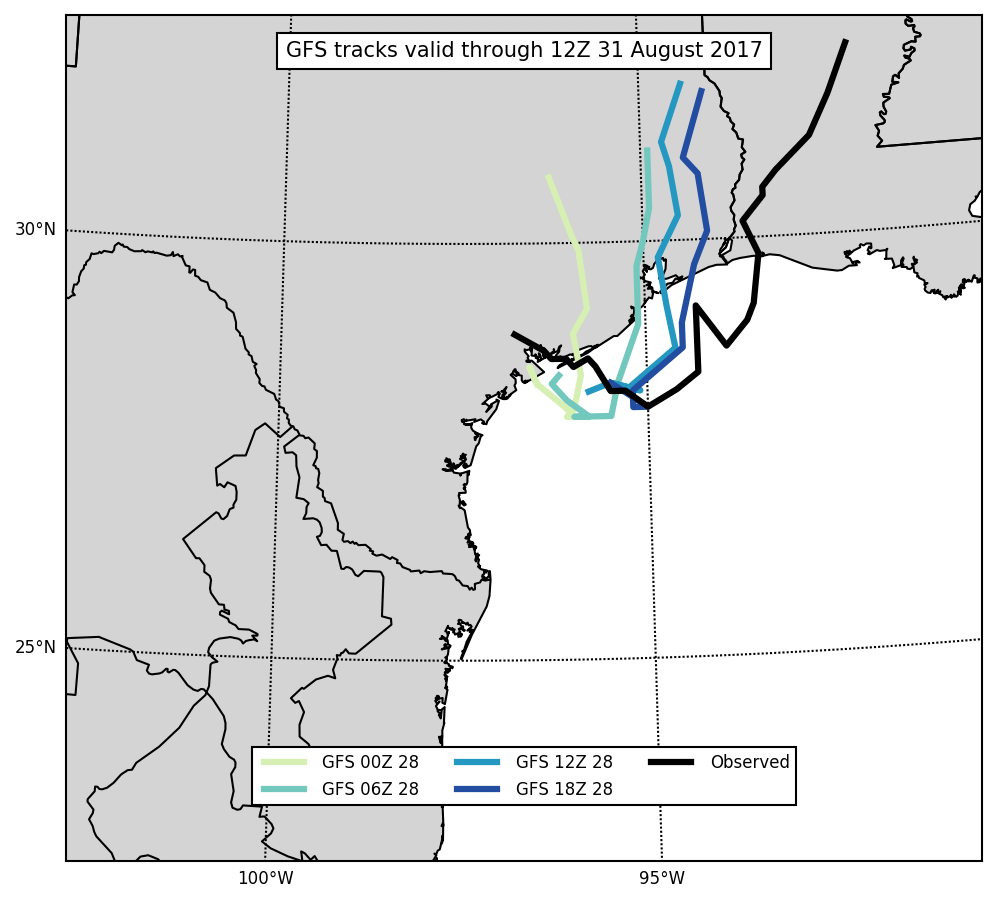 GFS tracks valid through 12Z 31 August 2017
30°N
25°N
GFS 00Z 28
GFS 12Z 28
Observed
GFS 06Z 28
GFS 18Z 28
100°W
95°W